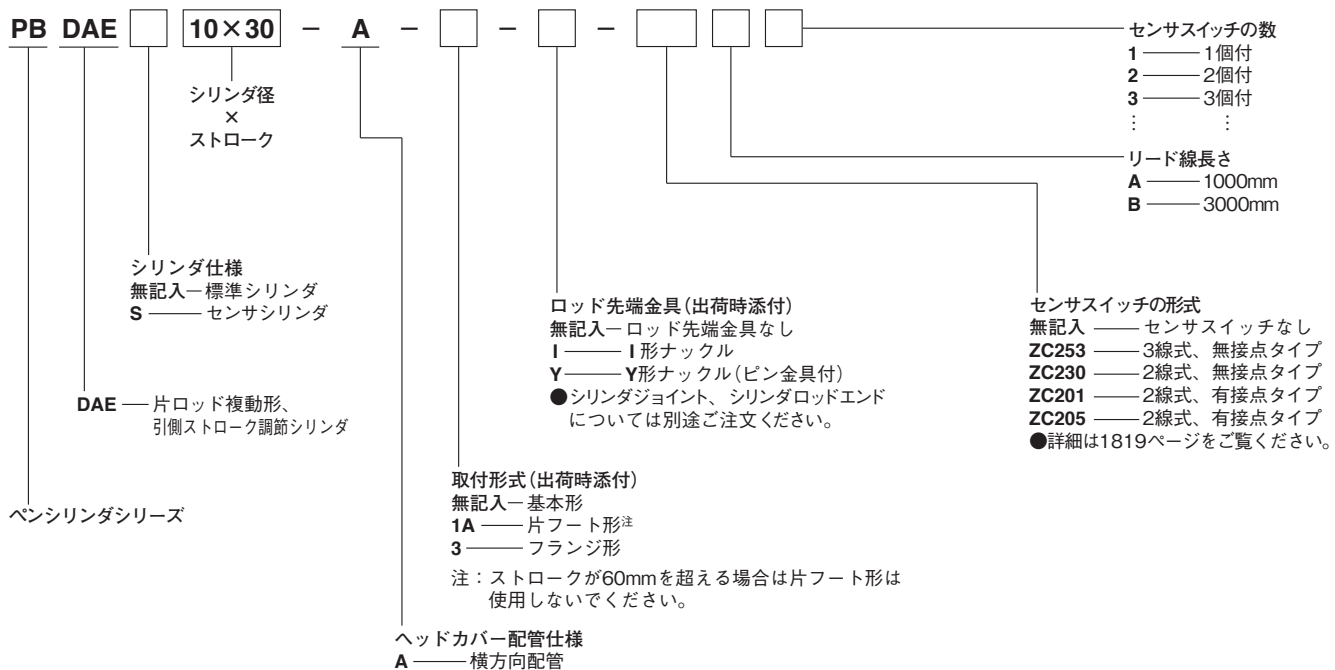 PB DAE □ 10×30 － A － □ － □ － □ □ □
シリンダ径
×
ストローク
センサスイッチの数
1 ―― 1個付
2 ―― 2個付
3 ―― 3個付
⋮ ⋮
リード線長さ
A ―― 1000mm
B ―― 3000mm
シリンダ仕様
無記入─標準シリンダ
S ―― センサシリンダ
ロッド先端金具(出荷時添付)
無記入─ロッド先端金具なし
I ―― I 形ナックル
Y ―― Y形ナックル(ピン金具付)
●シリンダジョイント、シリンダロッドエンド
については別途ご注文ください。
センサスイッチの形式
無記入 ―― センサスイッチなし
ZC253 ―― 3線式、無接点タイプ
ZC230 ―― 2線式、無接点タイプ
ZC201 ―― 2線式、有接点タイプ
ZC205 ―― 2線式、有接点タイプ
●詳細は1819ページをご覧ください。
DAE ― 片ロッド複動形、
引側ストローク調節シリンダ
取付形式(出荷時添付)
無記入─基本形
1A ―― 片フート形注
3 ―― フランジ形
注：ストロークが60mmを超える場合は片フート形は
使用しないでください。
ペンシリンダシリーズ
ヘッドカバー配管仕様
A ―― 横方向配管